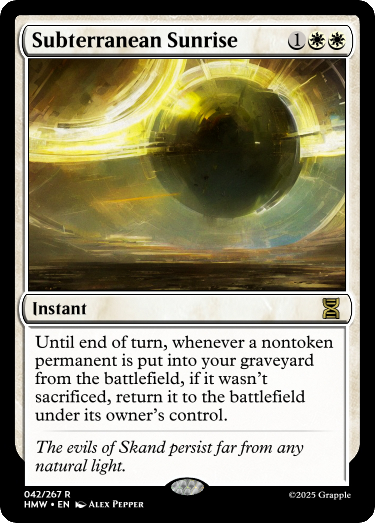 Subterranean Sunrise 1
Instant
Until end of turn, whenever a nontoken
permanent is put into your graveyard
from the battlefield, if it wasn't
sacrificed, return it to the battlefield
under its owner's control.
The evils of Skand persist far from any
natural light.
042/267 R
HMW • EN Alex Pepper
©2025 Grapple